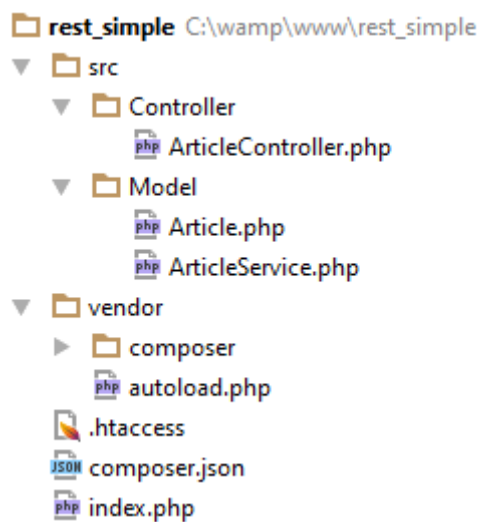 rest_simple C:\wamp\www\rest_simple
src
Controller
php ArticleController.php
Model
php Article.php
php ArticleService.php
vendor
composer
php autoload.php
.htaccess
JSON composer.json
php index.php